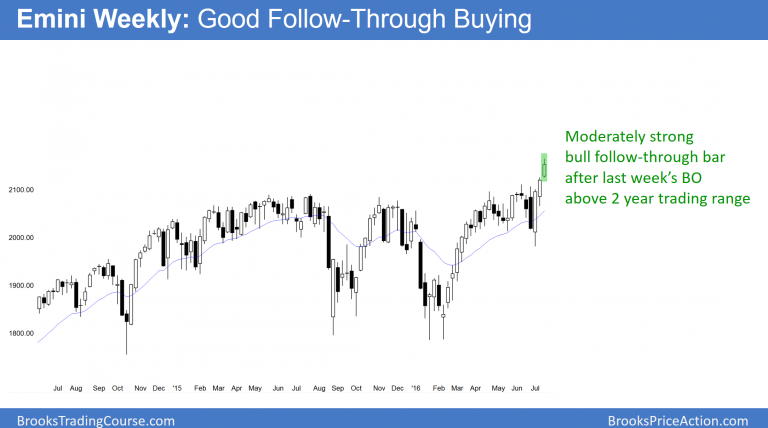 Emini Weekly: Good Follow-Through Buying
Moderately strong
bull follow-through bar
after last week's BO
above 2 year trading range
2100.00
2000.00
1900.00
1800.00
Jul Aug Sep Oct Nov Dec '15 Feb Mar Apr May Jun Jul Aug Sep Oct Nov Dec '16 Feb Mar Apr May Jun Jul
BrooksTradingCourse.com BrooksPriceAction.com